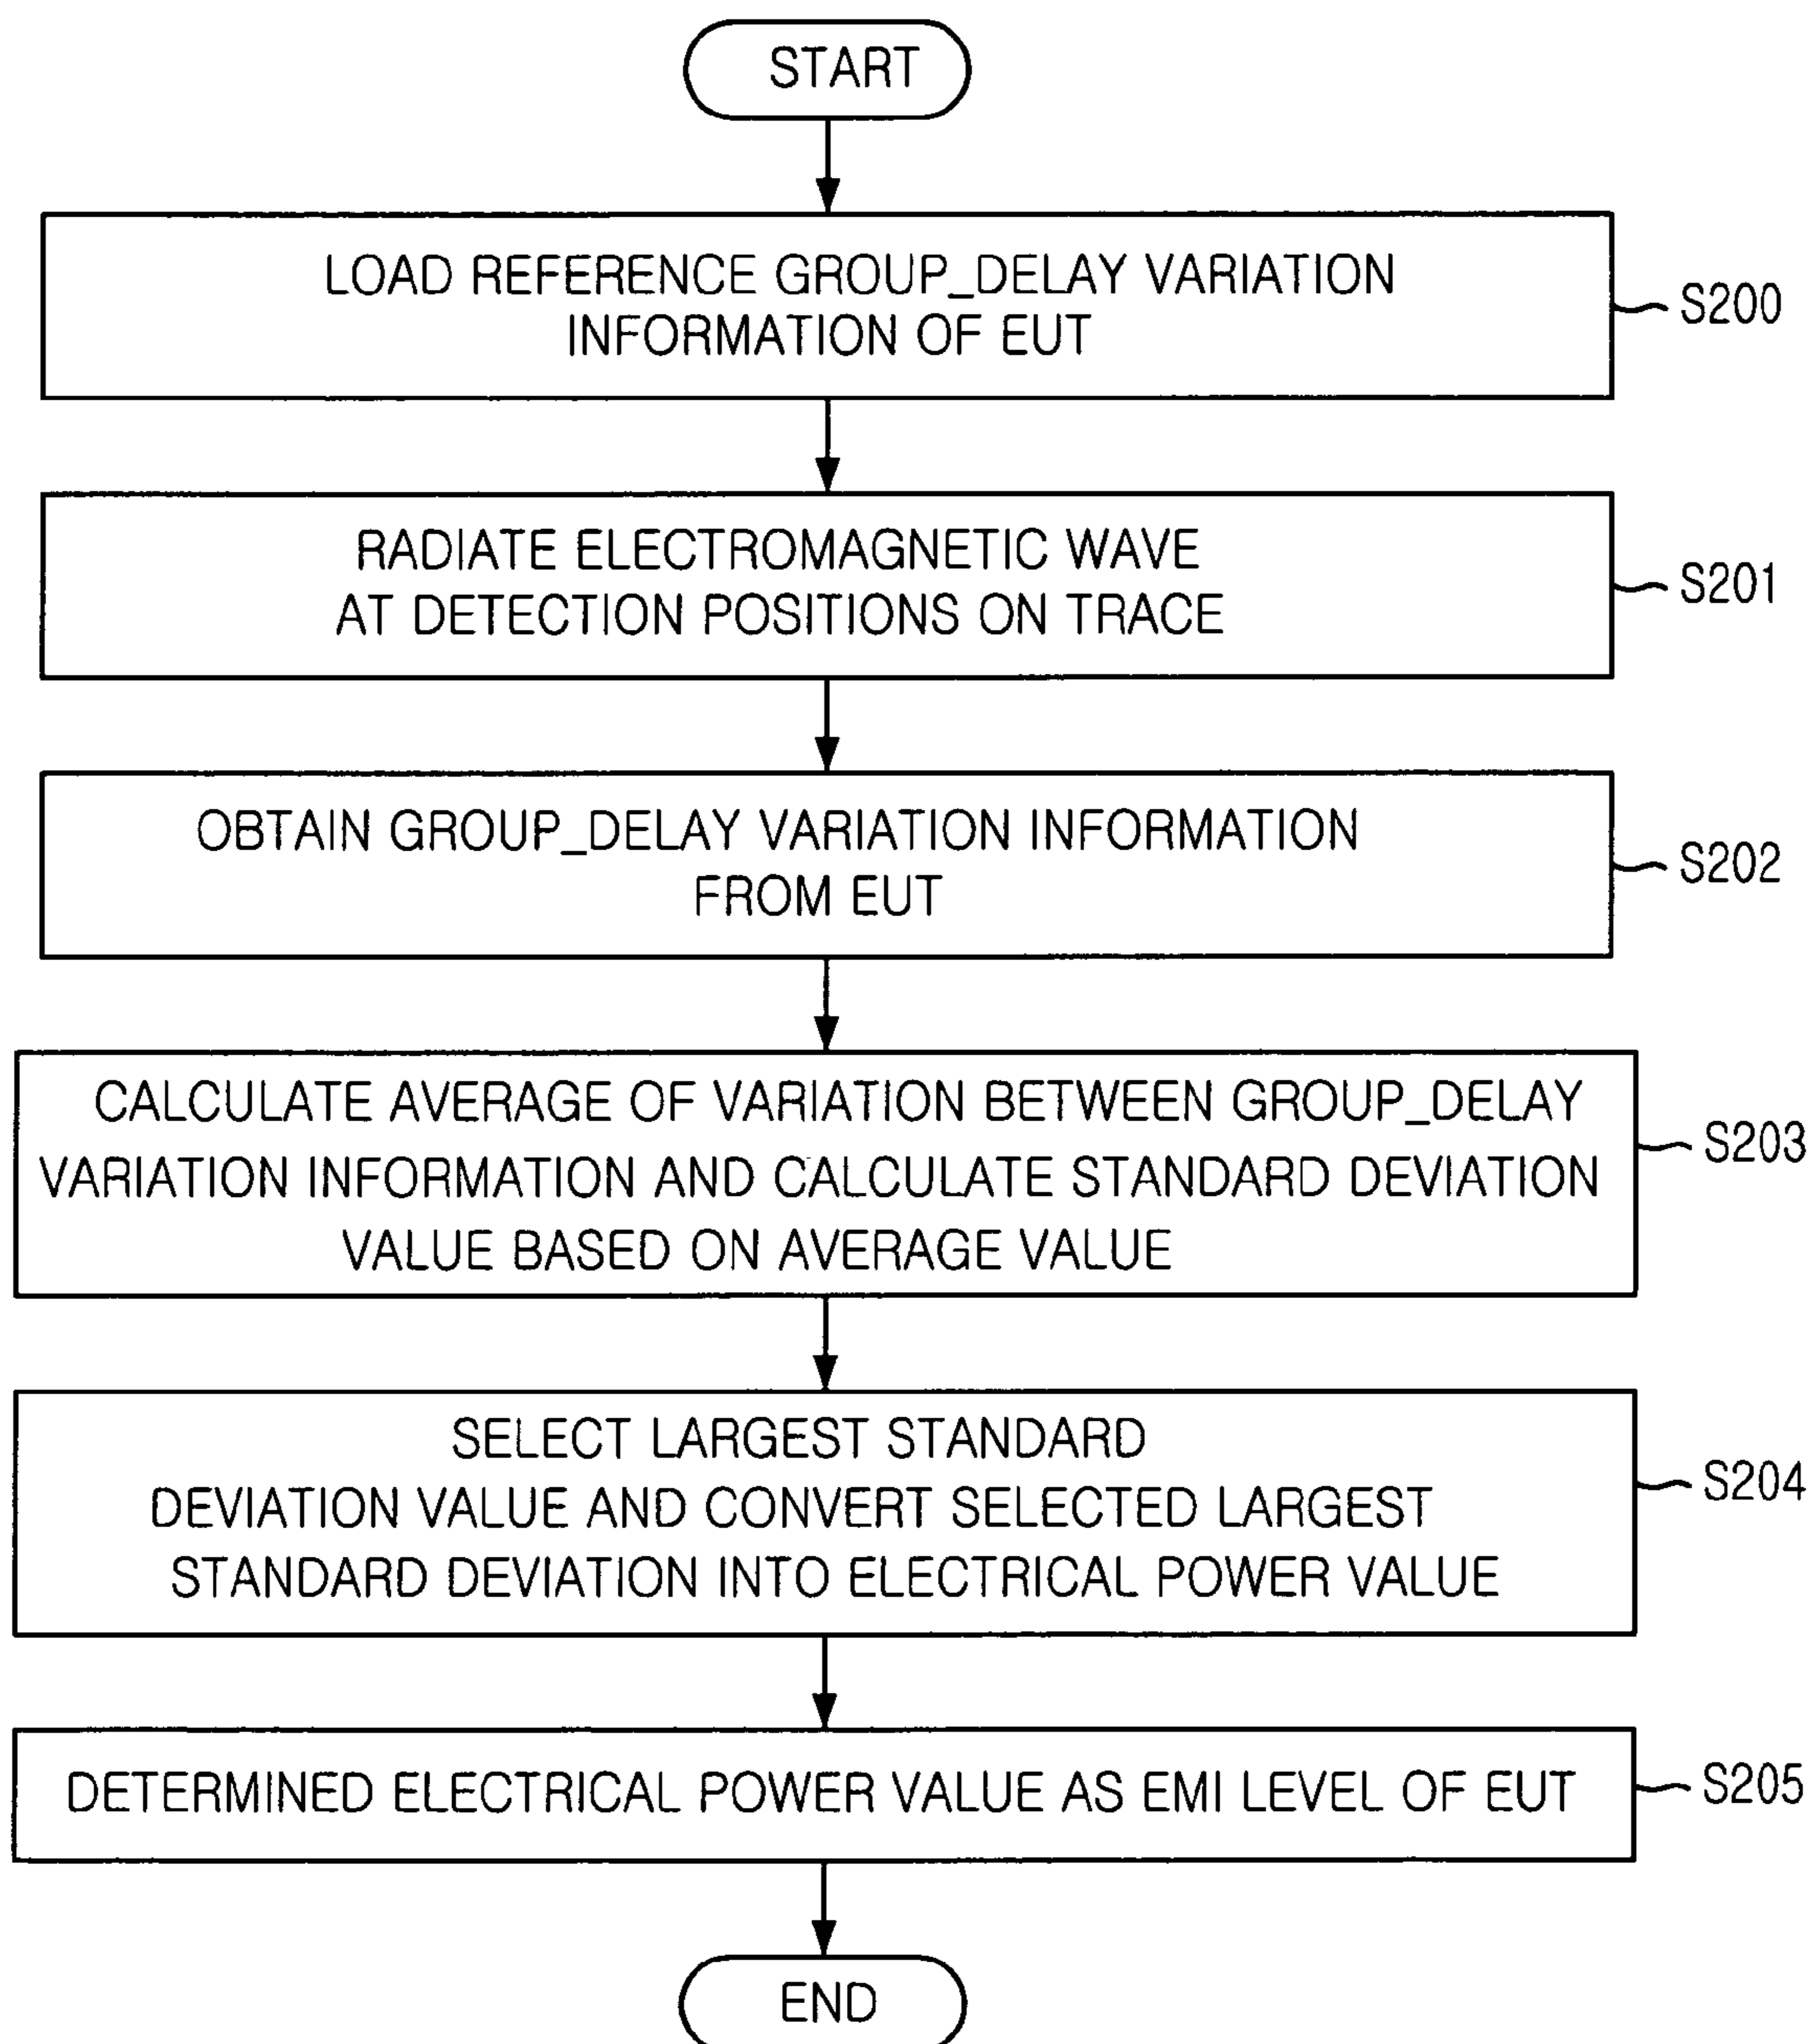 START
LOAD REFERENCE GROUP_DELAY VARIATION
INFORMATION OF EUT
S200
RADIATE ELECTROMAGNETIC WAVE
AT DETECTION POSITIONS ON TRACE
S201
OBTAIN GROUP_DELAY VARIATION INFORMATION
FROM EUT
S202
CALCULATE AVERAGE OF VARIATION BETWEEN GROUP_DELAY
VARIATION INFORMATION AND CALCULATE STANDARD DEVIATION
VALUE BASED ON AVERAGE VALUE
S203
SELECT LARGEST STANDARD
DEVIATION VALUE AND CONVERT SELECTED LARGEST
STANDARD DEVIATION INTO ELECTRICAL POWER VALUE
S204
DETERMINED ELECTRICAL POWER VALUE AS EMI LEVEL OF EUT
S205
END